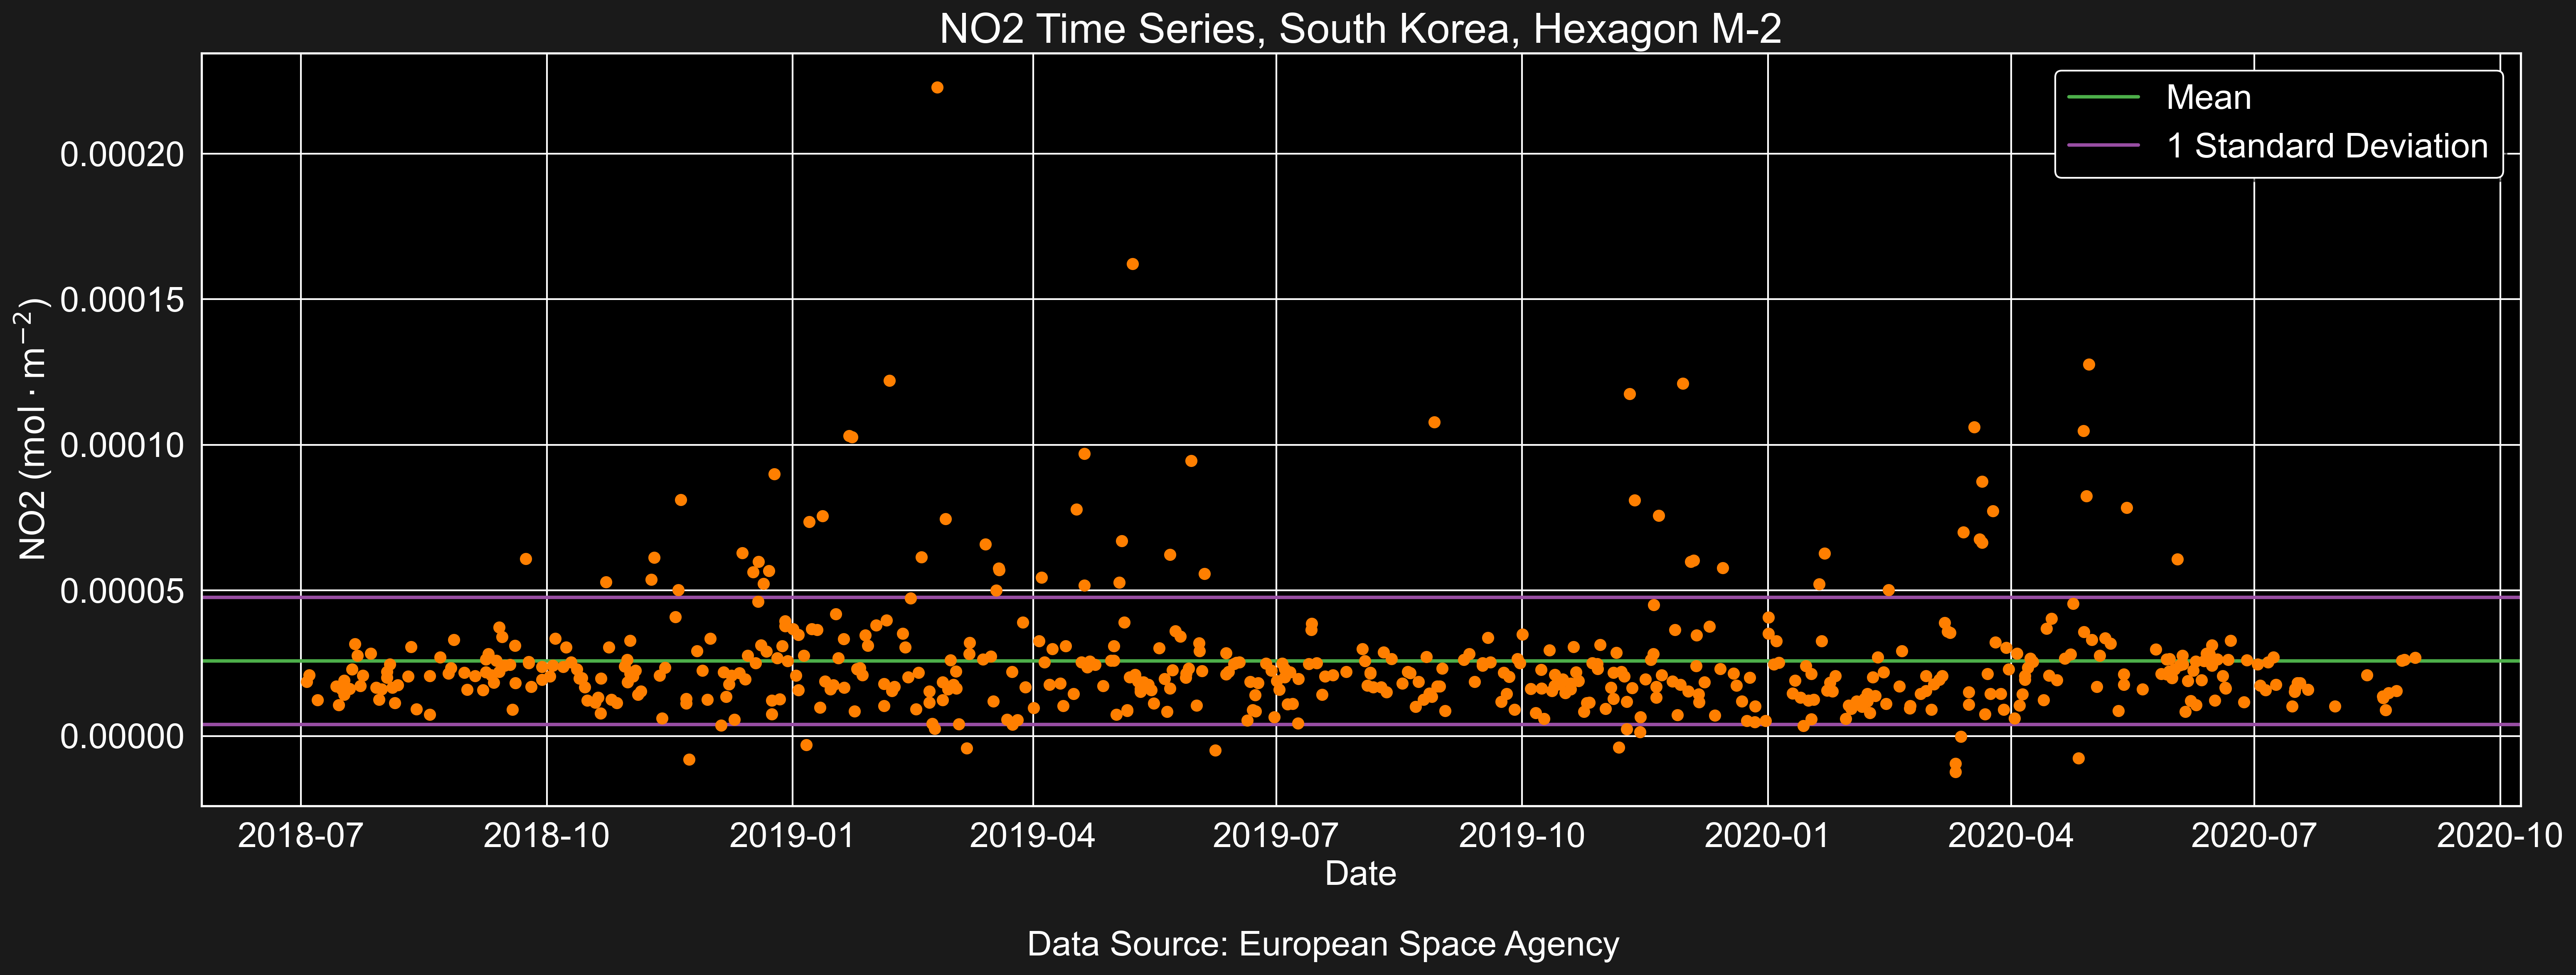 NO2 Time Series, South Korea, Hexagon M-2
Mean
1 Standard Deviation
NO2 (mol · m⁻²)
0.00020
0.00015
0.00010
0.00005
0.00000
2018-07 2018-10 2019-01 2019-04 2019-07 2019-10 2020-01 2020-04 2020-07 2020-10
Date
Data Source: European Space Agency